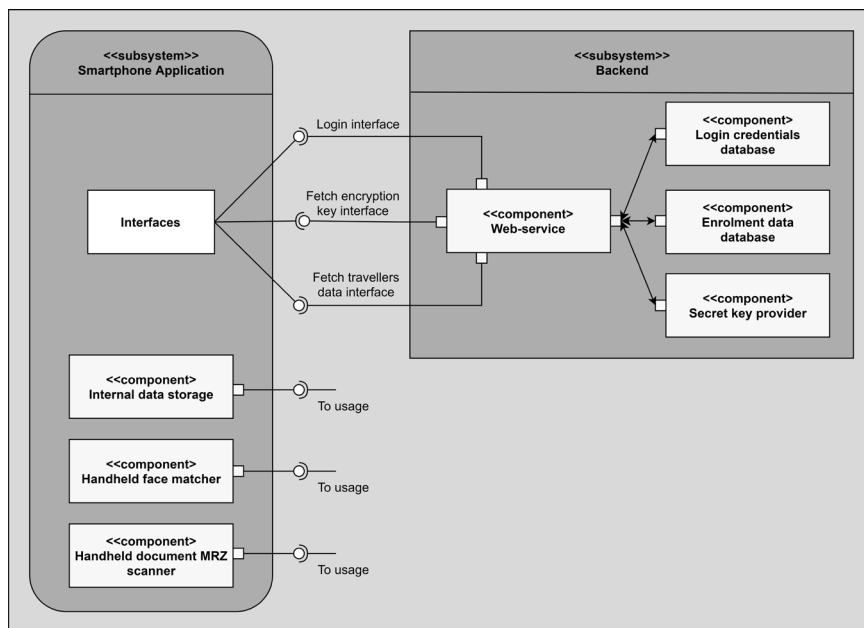 <<subsystem>>
Smartphone Application
Interfaces
<<component>
Internal data storage
<<component>
Handheld face matcher
<<component>
Handheld document MRZ
scanner
Login interface
Fetch encryption
key interface
Fetch travellers
data interface
To usage
To usage
To usage
<<subsystem>>
Backend
<<component>
Web-service
<<component>
Login credentials
database
<<component>
Enrolment data
database
<<component>
Secret key provider